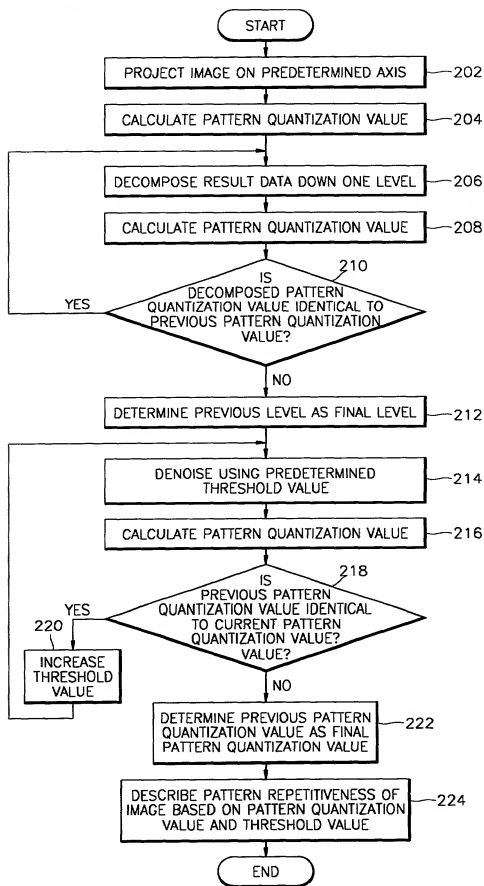 START
PROJECT IMAGE ON PREDETERMINED AXIS
202
CALCULATE PATTERN QUANTIZATION VALUE
204
DECOMPOSE RESULT DATA DOWN ONE LEVEL
206
CALCULATE PATTERN QUANTIZATION VALUE
208
210
IS
DECOMPOSED PATTERN
QUANTIZATION VALUE IDENTICAL TO
PREVIOUS PATTERN QUANTIZATION
VALUE?
YES
NO
DETERMINE PREVIOUS LEVEL AS FINAL LEVEL
212
DENOISE USING PREDETERMINED
THRESHOLD VALUE
214
CALCULATE PATTERN QUANTIZATION VALUE
216
218
IS
PREVIOUS PATTERN
QUANTIZATION VALUE IDENTICAL
TO CURRENT PATTERN
QUANTIZATION VALUE?
VALUE?
YES
220
INCREASE
THRESHOLD
VALUE
NO
DETERMINE PREVIOUS PATTERN
QUANTIZATION VALUE AS FINAL
PATTERN QUANTIZATION VALUE
222
DESCRIBE PATTERN REPETITIVENESS OF
IMAGE BASED ON PATTERN QUANTIZATION
VALUE AND THRESHOLD VALUE
224
END